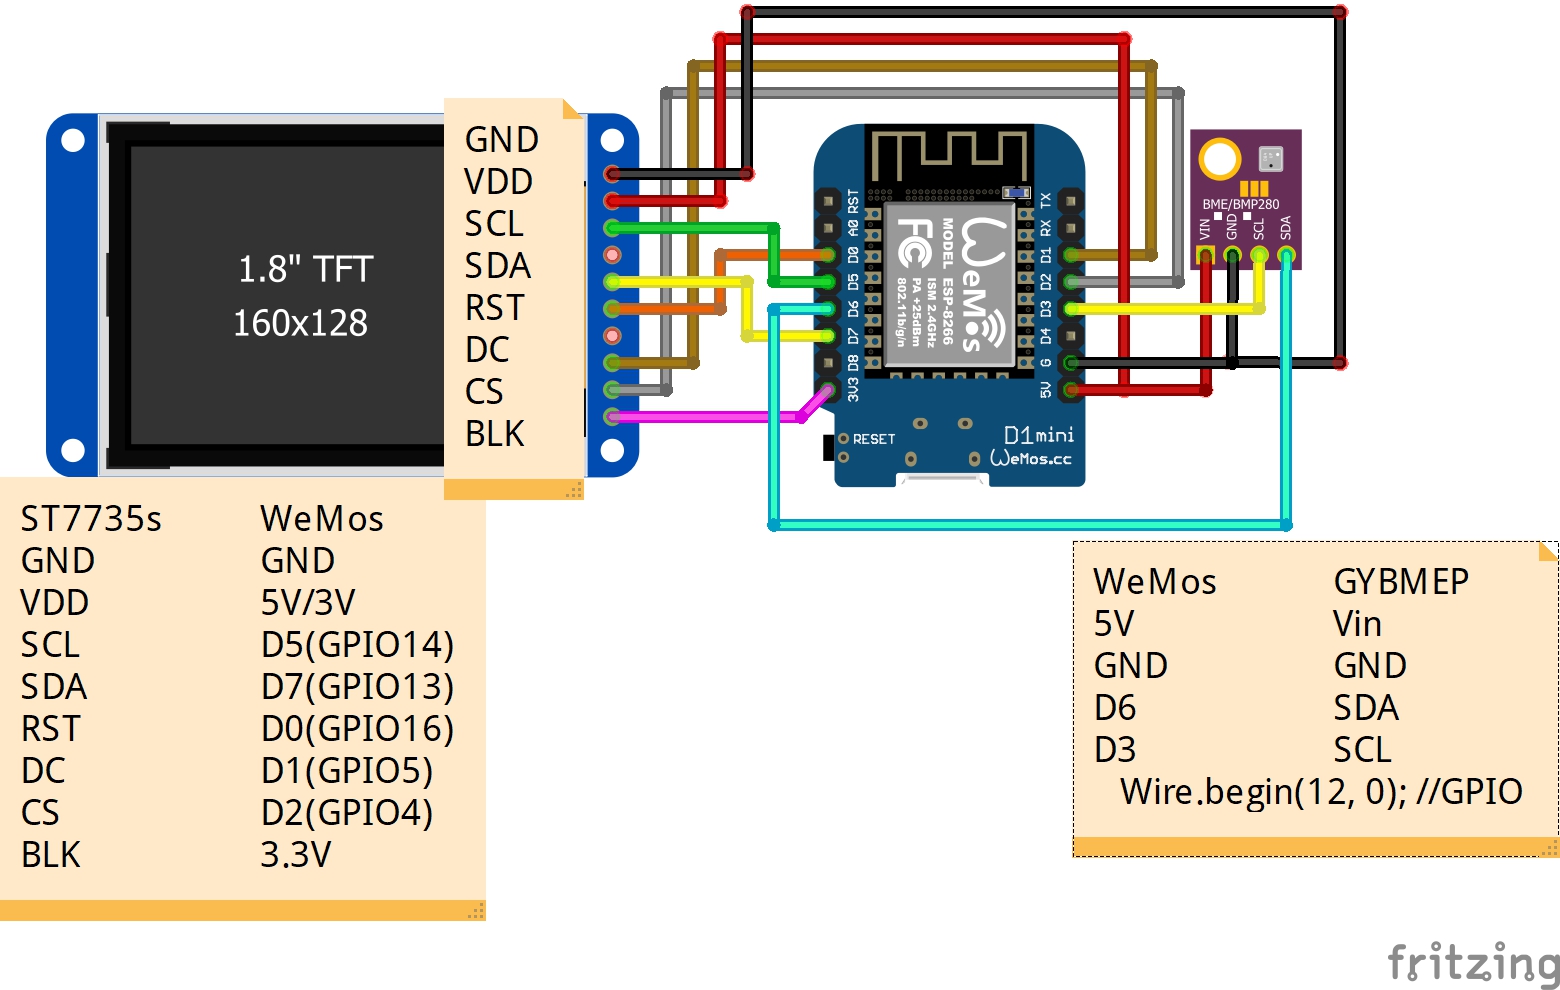 GND
VDD
SCL
SDA
RST
DC
CS
BLK
1.8" TFT
160x128
RST
A0
D0
D5
D6
D7
D8
3V3
WeMos
MODEL ESP-8266
ISM 2.4GHz
PA +25dBm
802.11b/g/n
FC
TX
RX
D1
D2
D3
D4
G
5V
RESET
D1mini
WeMos.cc
BME/BMP280
VIN
GND
SCL
SDA
ST7735s WeMos
GND GND
VDD 5V/3V
SCL D5(GPIO14)
SDA D7(GPIO13)
RST D0(GPIO16)
DC D1(GPIO5)
CS D2(GPIO4)
BLK 3.3V
WeMos GYBMEP
5V Vin
GND GND
D6 SDA
D3 SCL
Wire.begin(12, 0); //GPIO
fritzing